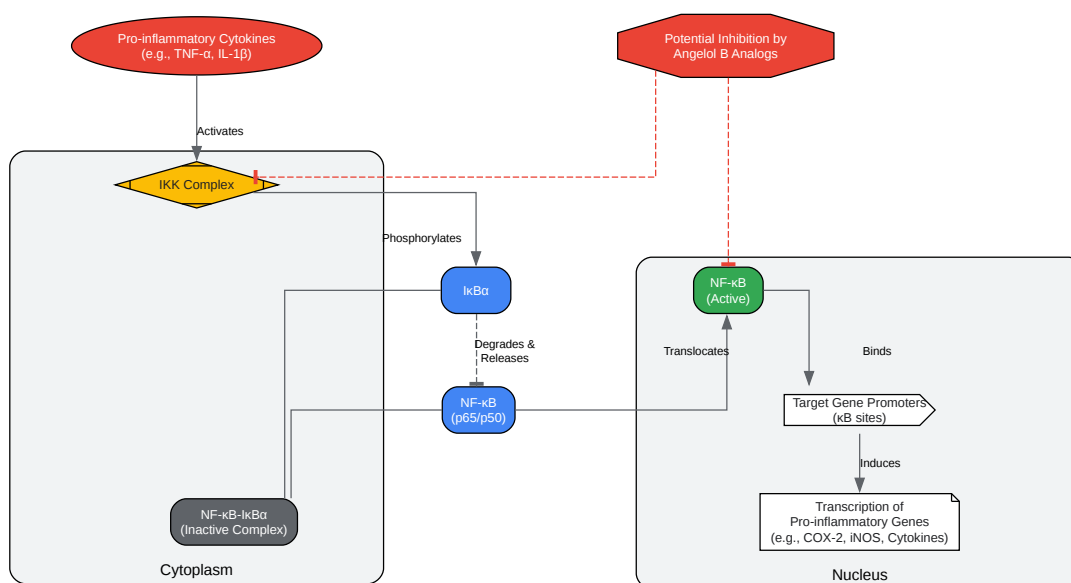 Pro-inflammatory Cytokines
(e.g., TNF-α, IL-1β)
Potential Inhibition by
Angelol B Analogs
Activates
IKK Complex
Phosphorylates
IκBα
NF-κB
(Active)
Degrades &
Releases
Translocates
Binds
NF-κB
(p65/p50)
Target Gene Promoters
(κB sites)
Induces
NF-κB-IκBα
(Inactive Complex)
Transcription of
Pro-inflammatory Genes
(e.g., COX-2, iNOS, Cytokines)
Cytoplasm
Nucleus